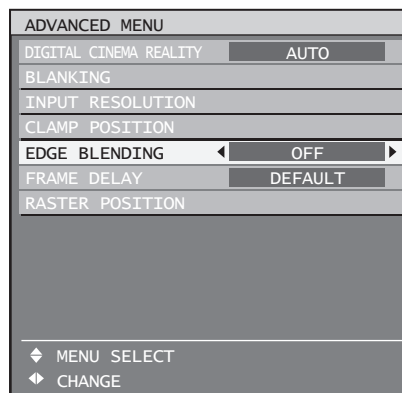 ADVANCED MENU
DIGITAL CINEMA REALITY AUTO
BLANKING
INPUT RESOLUTION
CLAMP POSITION
EDGE BLENDING OFF
FRAME DELAY DEFAULT
RASTER POSITION
MENU SELECT
CHANGE